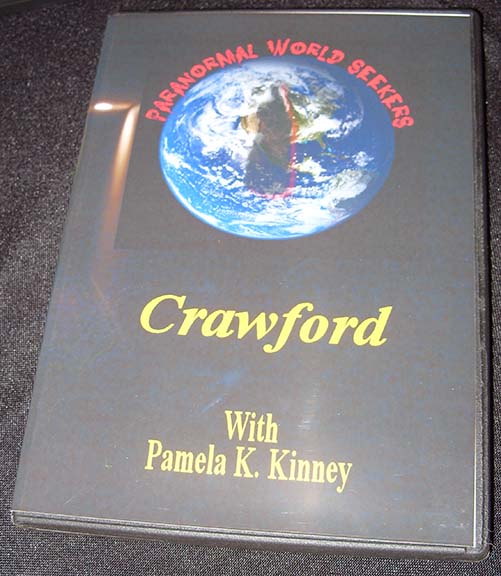 PARANORMAL WORLD SEEKERS
Crawford
With
Pamela K. Kinney